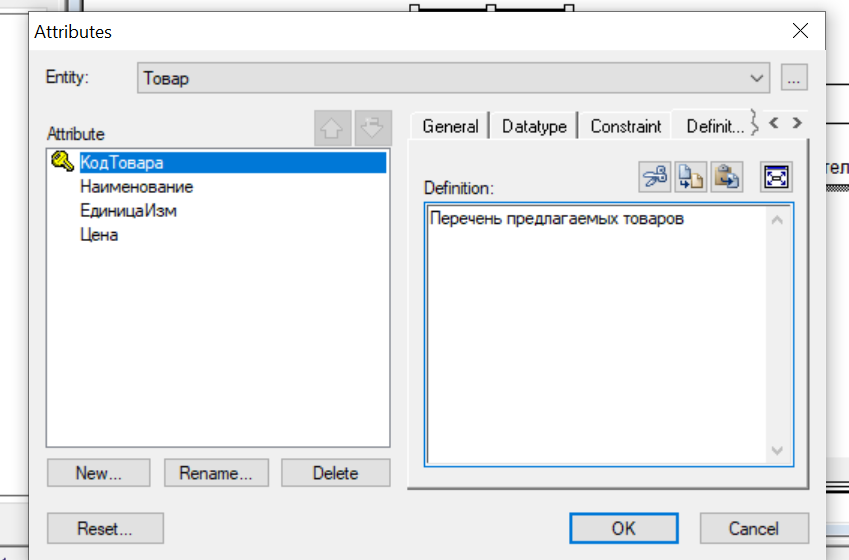 Attributes
Entity:
Товар
...
Attribute
КодТовара
Наименование
ЕдиницаИзм
Цена
New...
Rename...
Delete
Reset...
General
Datatype
Constraint
Definit...
Definition:
Перечень предлагаемых товаров
OK
Cancel
тел